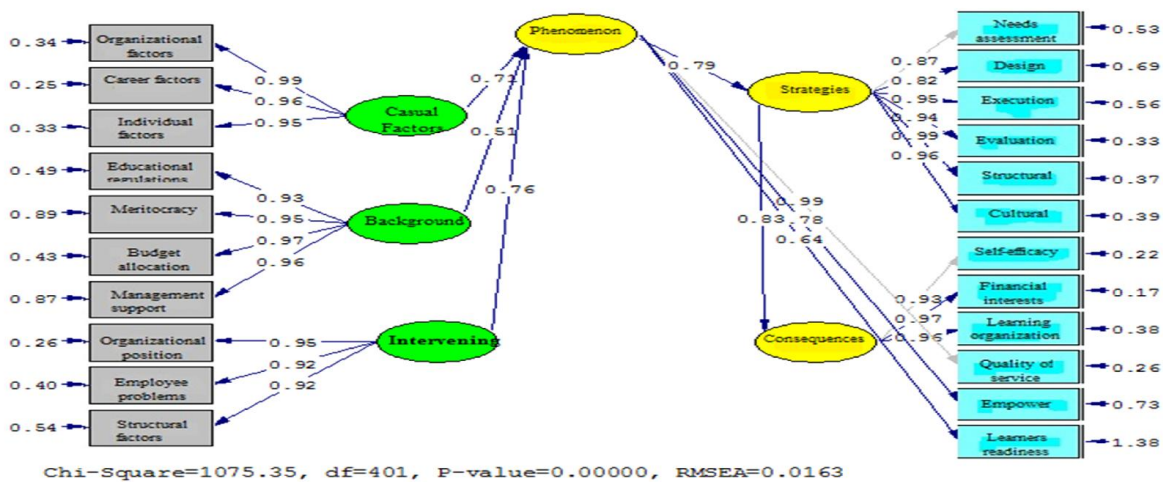 0.34
Organizational
factors
0.25
Career factors
0.33
Individual
factors
0.49
Educational
regulations
0.89
Meritocracy
0.43
Budget
allocation
0.87
Management
support
0.26
Organizational
position
0.40
Employee
problems
0.54
Structural
factors
0.99
0.96
0.95
0.93
0.95
0.97
0.96
0.95
0.92
0.92
Casual
Factors
Background
Intervening
0.71
0.51
0.76
Phenomenon
0.79
Strategies
0.83
Consequences
0.87
0.82
0.95
0.94
0.99
0.96
0.99
.78
0.64
0.93
0.97
0.96
Needs
assessment
0.53
Design
0.69
Execution
0.56
Evaluation
0.33
Structural
0.37
Cultural
0.39
Self-efficacy
0.22
Financial
interests
0.17
Learning
organization
0.38
Quality of
service
0.26
Empower
0.73
Learners
readiness
1.38
Chi-Square=1075.35, df=401, P-value=0.00000, RMSEA=0.0163